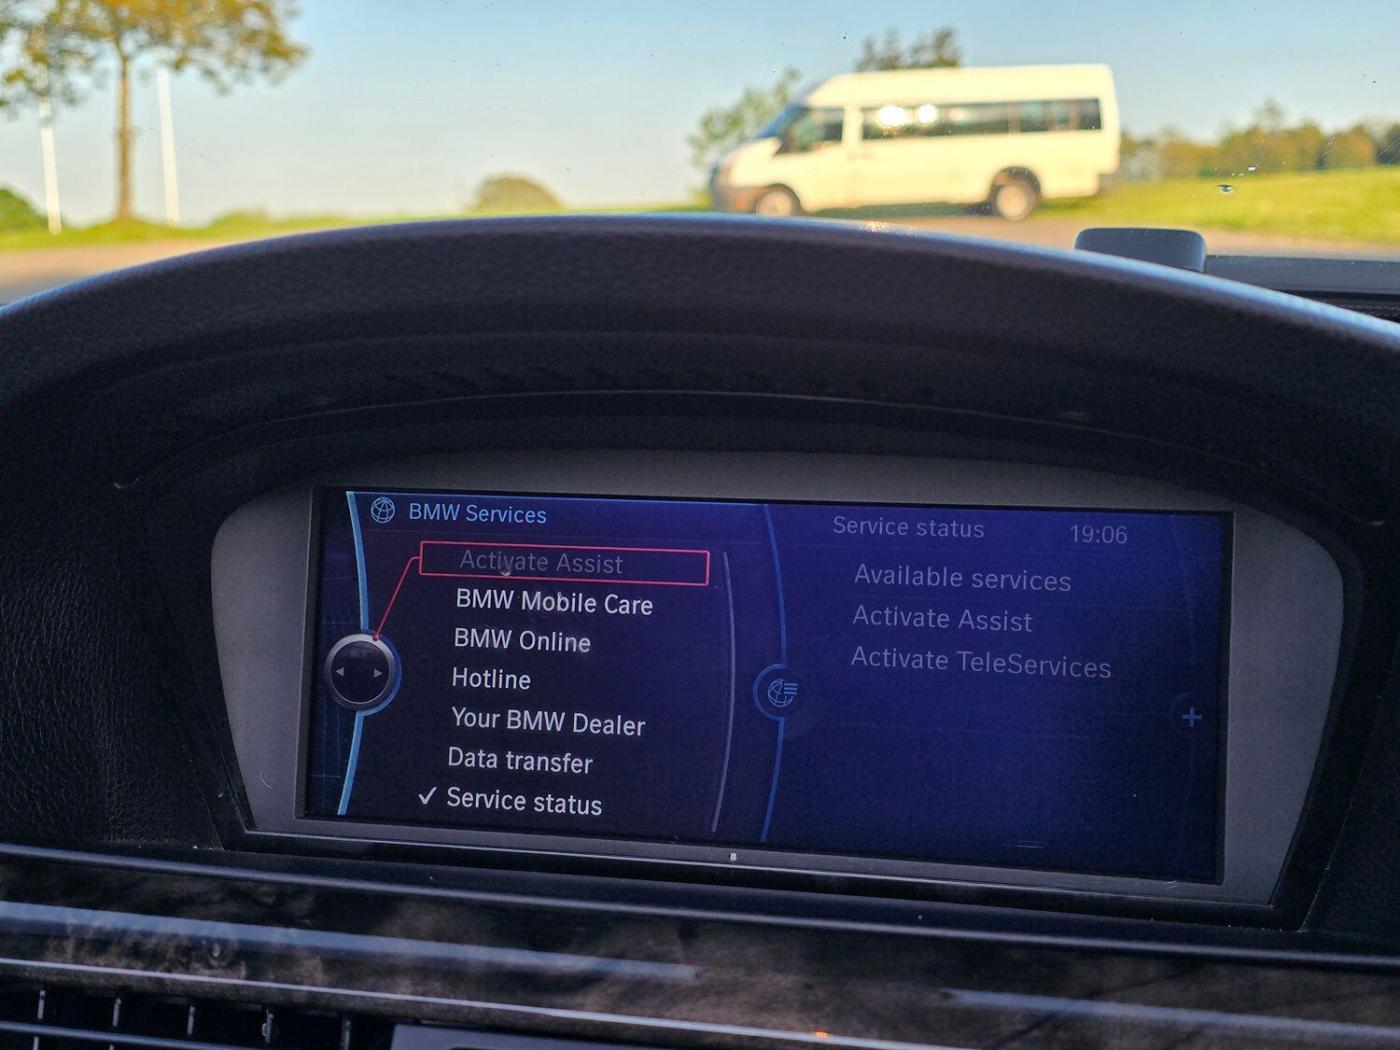 BMW Services
Activate Assist
BMW Mobile Care
BMW Online
Hotline
Your BMW Dealer
Data transfer
✓ Service status
Service status 19:06
Available services
Activate Assist
Activate TeleServices